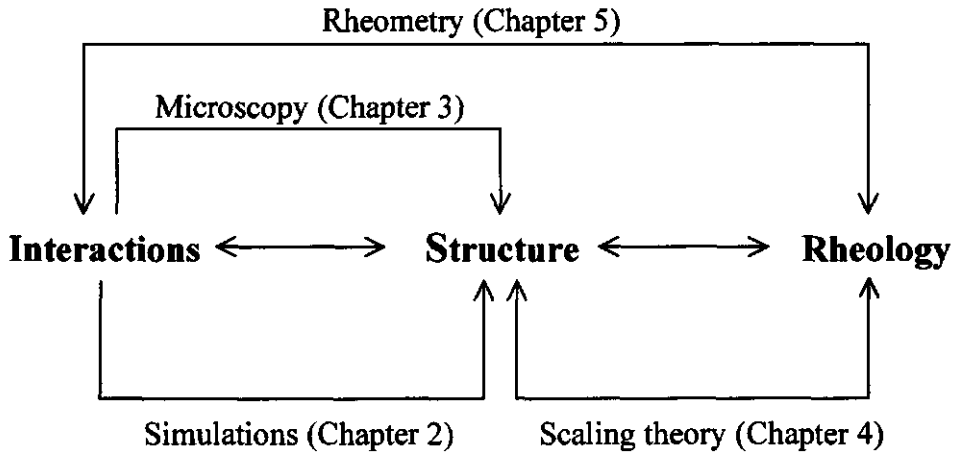 Rheometry (Chapter 5)
Microscopy (Chapter 3)
Interactions Structure Rheology
Simulations (Chapter 2) Scaling theory (Chapter 4)